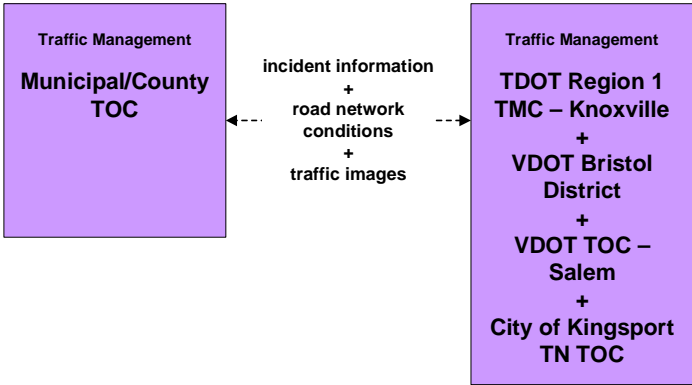 Traffic Management
Municipal/County
TOC
incident information
+
road network
conditions
+
traffic images
Traffic Management
TDOT Region 1
TMC – Knoxville
+
VDOT Bristol
District
+
VDOT TOC –
Salem
+
City of Kingsport
TN TOC